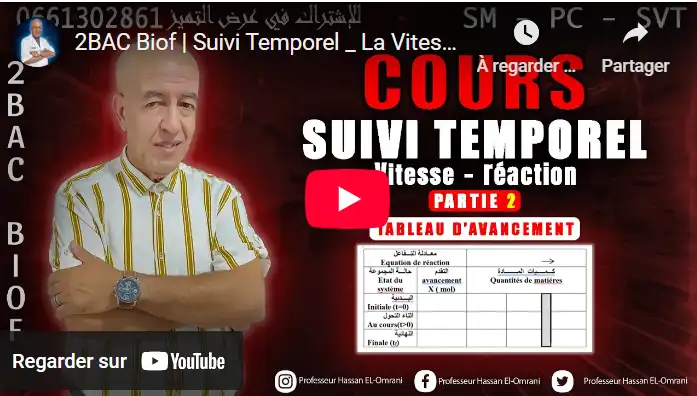 0661302861 للإشتراك في عرض التميز SM - PC - SVT
2BAC Biof | Suivi Temporel _ La Vites...
À regarder ... Partager
2BAC BIOF
COURS
SUIVI TEMPOREL
Vitesse - réaction
PARTIE 2
TABLEAU D'AVANCEMENT
معادلة التفاعل
Equation de réaction
حالة المجموعة
Etat du système
التقدم
avancement
X ( mol)
كميات المادة
Quantités de matières
البدئية
Initiale (t=0)
أثناء التحول
Au cours(t>0)
النهائية
Finale (tf)
Regarder sur YouTube
Professeur Hassan EL-Omrani Professeur Hassan El-Omrani Professeur Hassan EL-Omrani